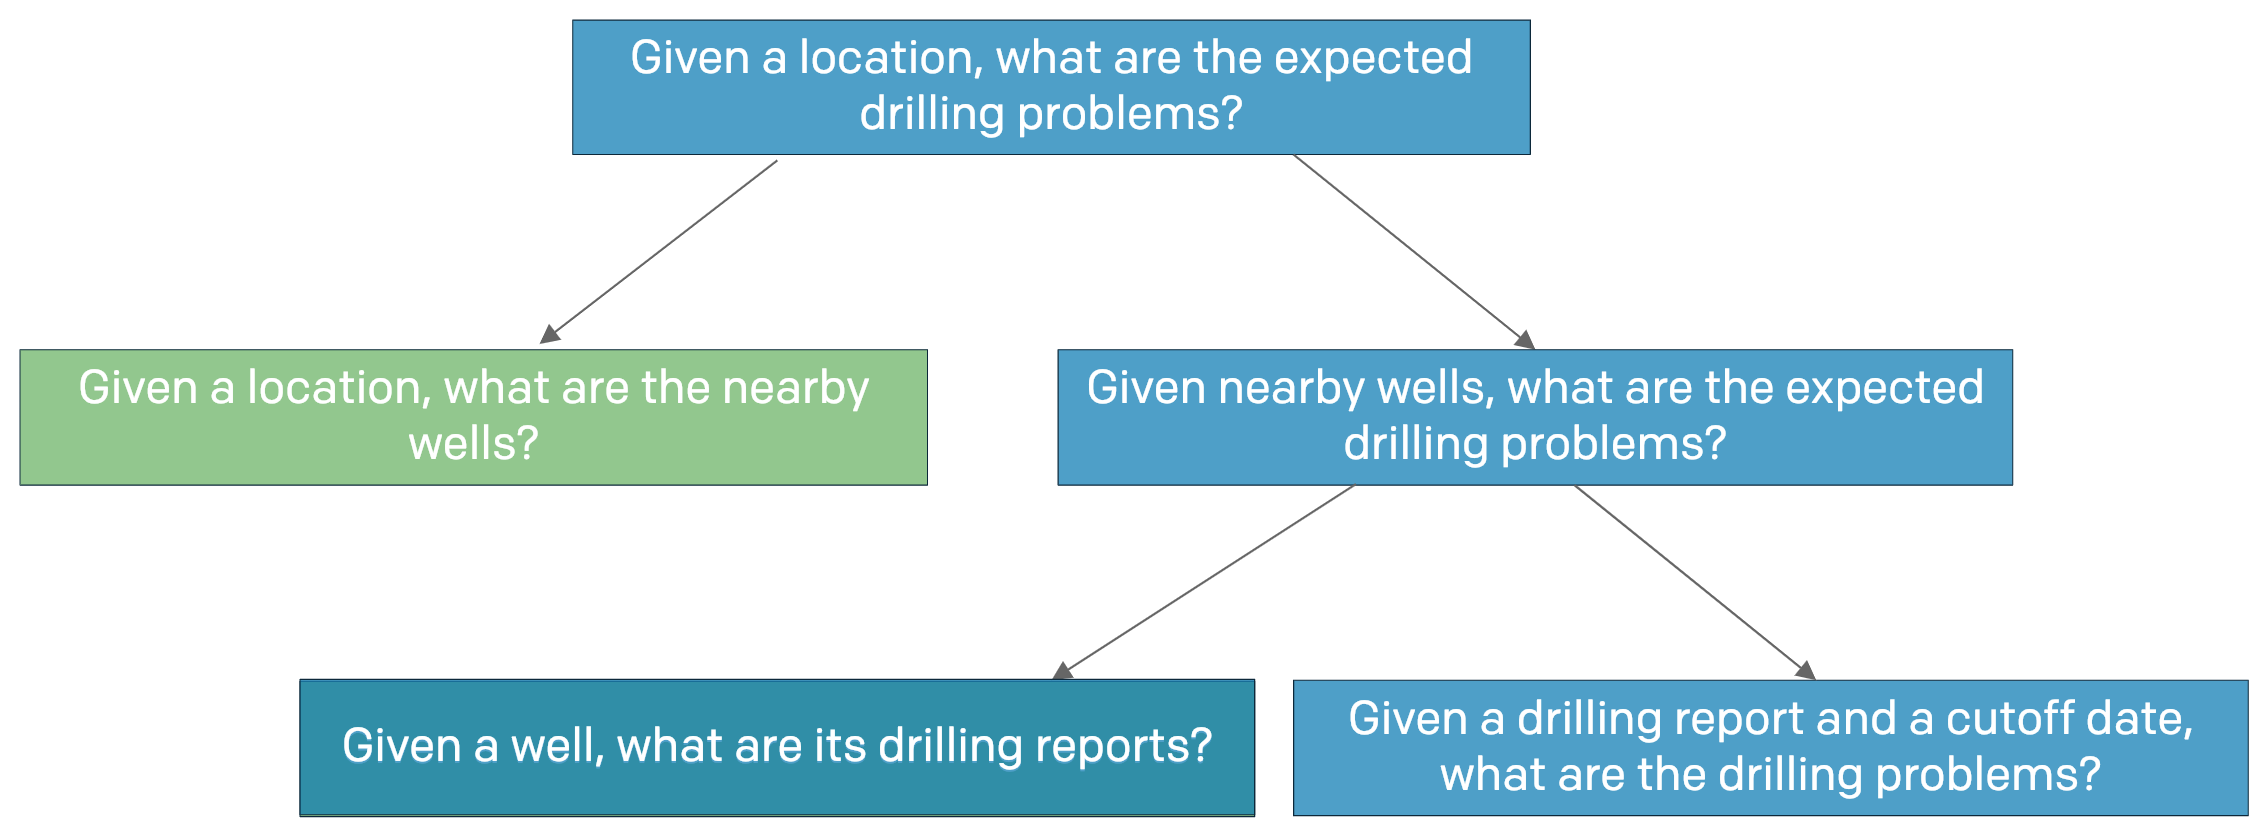 Given a location, what are the expected
drilling problems?
Given a location, what are the nearby
wells?
Given nearby wells, what are the expected
drilling problems?
Given a well, what are its drilling reports?
Given a drilling report and a cutoff date,
what are the drilling problems?